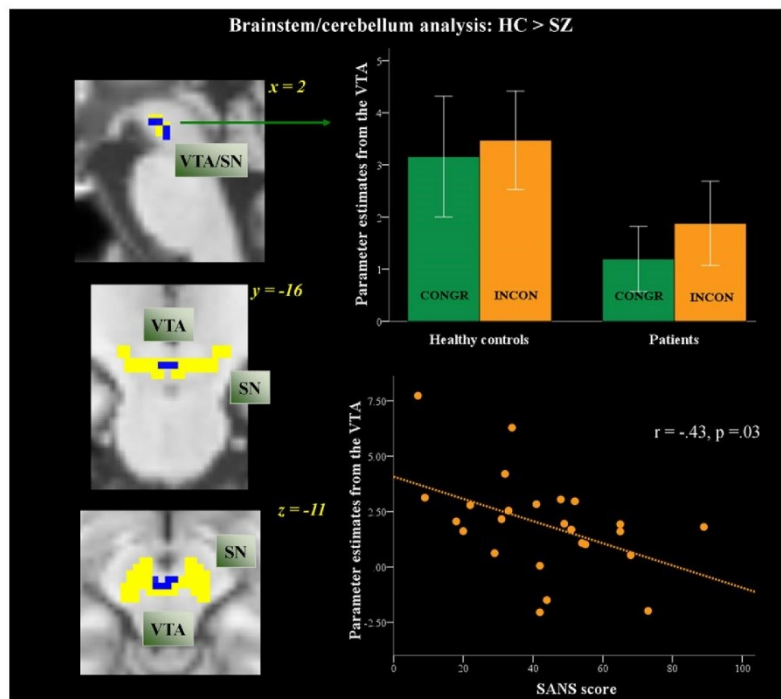 Brainstem/cerebellum analysis: HC > SZ
x = 2
VTA/SN
y = -16
VTA
SN
z = -11
SN
VTA
Parameter estimates from the VTA
5
4
3
2
1
0
CONGR
INCON
CONGR
INCON
Healthy controls
Patients
Parameter estimates from the VTA
7.50
5.00
2.50
.00
-2.50
r = -.43, p =.03
0
20
40
60
80
100
SANS score